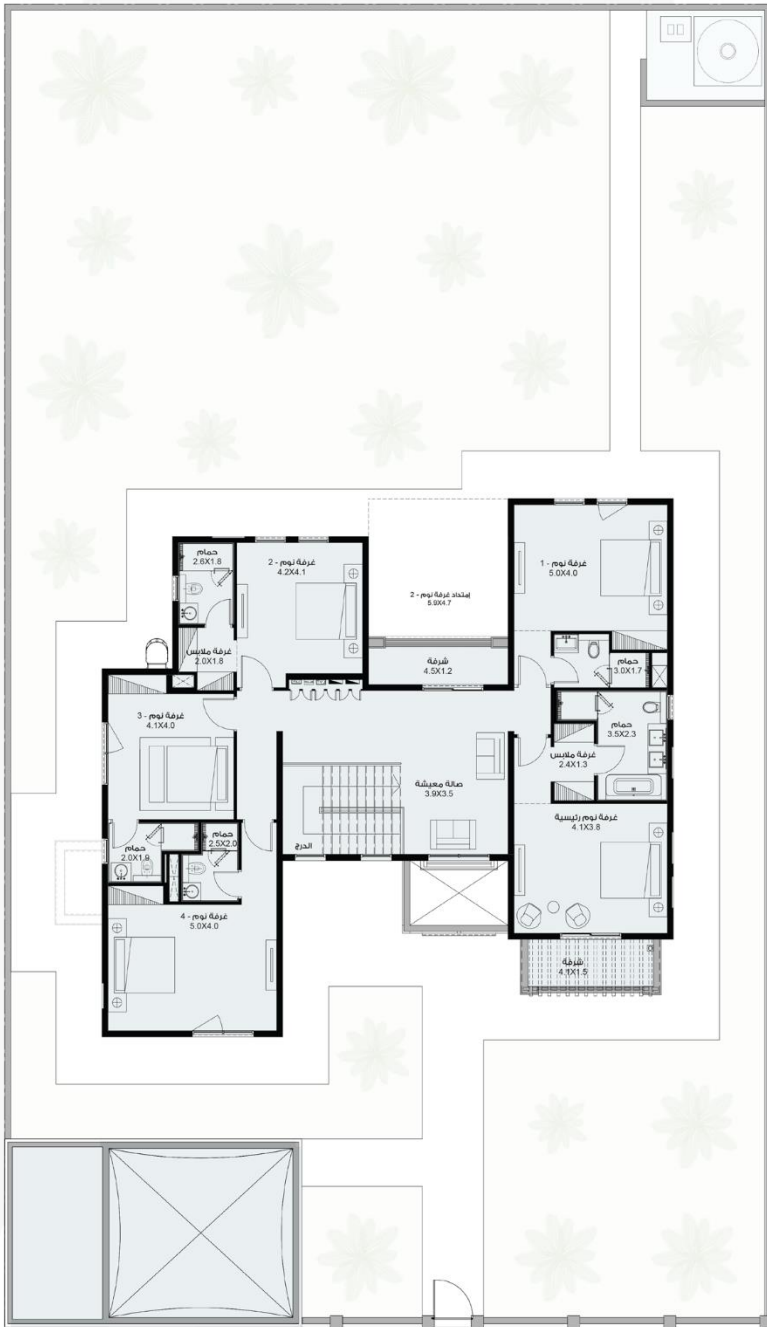 غرفة نوم - 1
5.0X4.0
حمام
2.6X1.8
غرفة نوم - 2
4.2X4.1
إمتداد غرفة نوم - 2
5.9X4.7
غرفة ملابس
2.0X1.8
شرفة
4.5X1.2
حمام
3.0X1.7
غرفة نوم - 3
4.1X4.0
حمام
3.5X2.3
غرفة ملابس
2.4X1.3
صالة معيشة
3.9X3.5
غرفة نوم رئيسية
4.1X3.8
حمام
2.0X1.9
حمام
2.5X2.0
الدرج
غرفة نوم - 4
5.0X4.0
شرفة
4.1X1.5